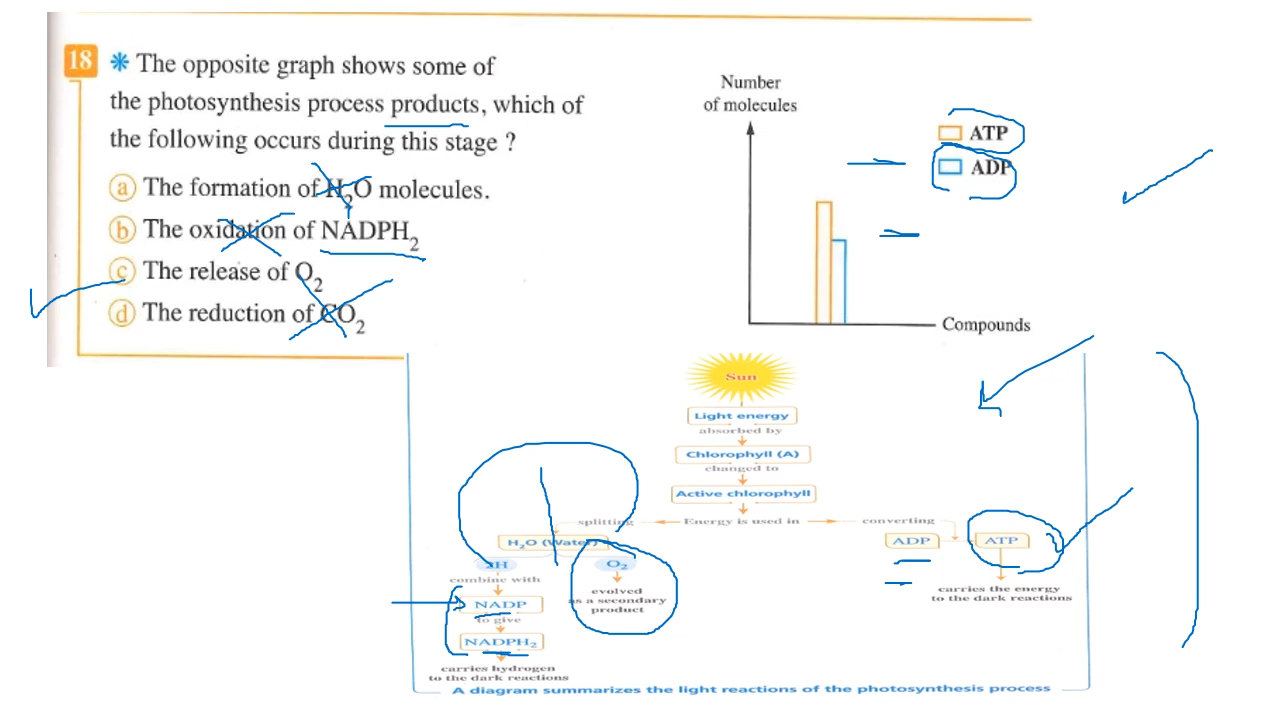 18 * The opposite graph shows some of
the photosynthesis process products, which of
the following occurs during this stage ?
a The formation of H₂O molecules.
b The oxidation of NADPH₂
c The release of O₂
d The reduction of CO₂
Number
of molecules
ATP
ADP
Compounds
Sun
Light energy
absorbed by
Chlorophyll (A)
changed to
Active chlorophyll
splitting
Energy is used in
converting
H₂O (Water)
ADP
ATP
2H
O₂
combine with
evolved
as a secondary
product
carries the energy
to the dark reactions
NADP
to give
NADPH₂
carries hydrogen
to the dark reactions
A diagram summarizes the light reactions of the photosynthesis process